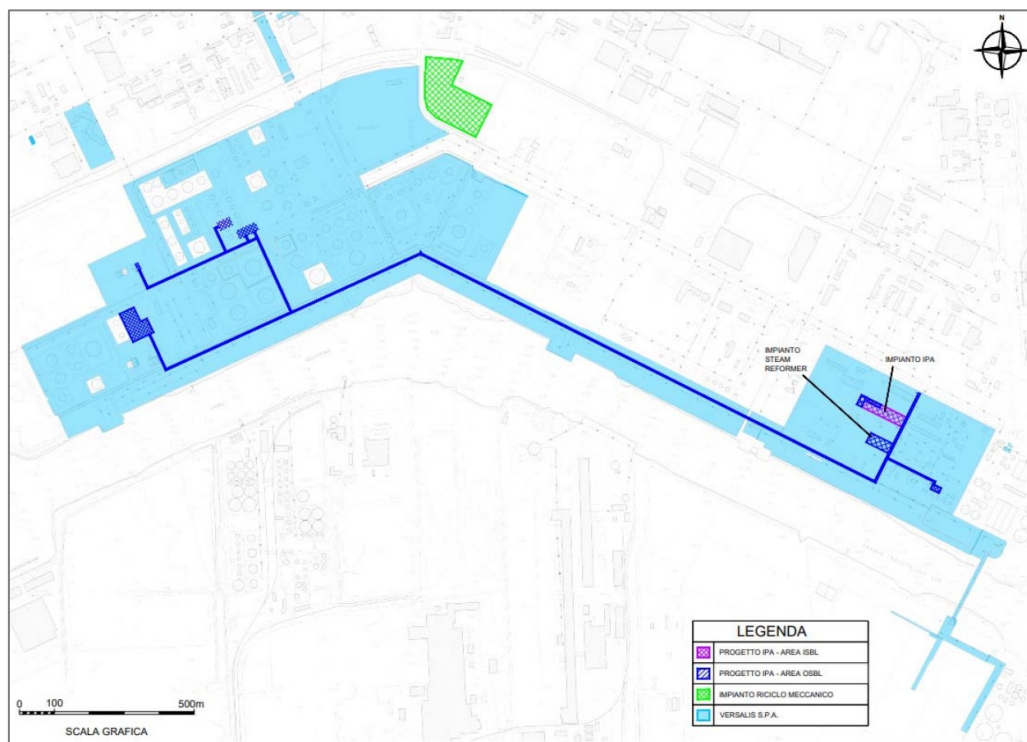 N
IMPIANTO
STEAM
REFORMER
IMPIANTO IPA
LEGENDA
PROGETTO IPA - AREA ISBL
PROGETTO IPA - AREA OSBL
IMPIANTO RICICLO MECCANICO
VERSALIS S.P.A.
0 100 500m
SCALA GRAFICA